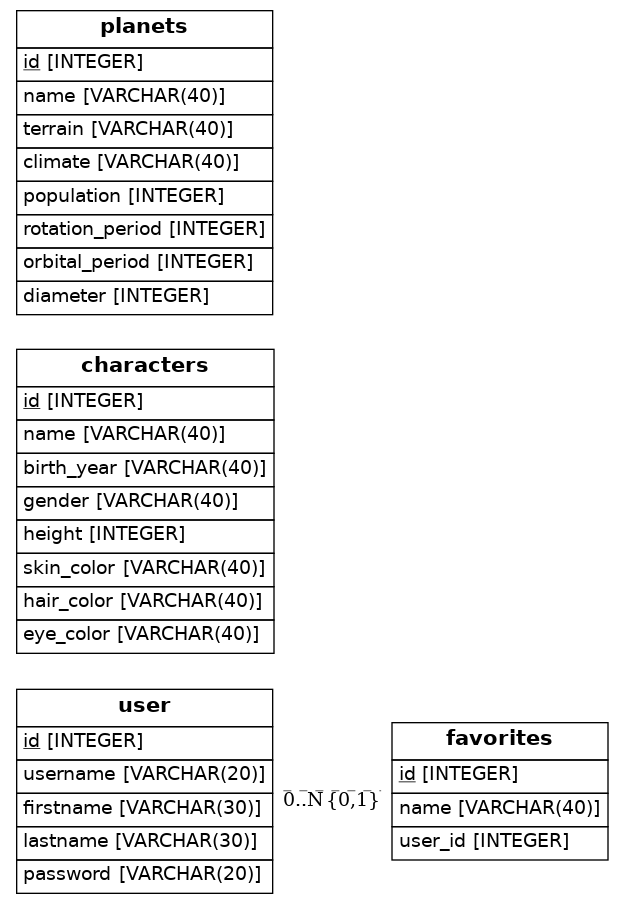 planets
id [INTEGER]
name [VARCHAR(40)]
terrain [VARCHAR(40)]
climate [VARCHAR(40)]
population [INTEGER]
rotation_period [INTEGER]
orbital_period [INTEGER]
diameter [INTEGER]
characters
id [INTEGER]
name [VARCHAR(40)]
birth_year [VARCHAR(40)]
gender [VARCHAR(40)]
height [INTEGER]
skin_color [VARCHAR(40)]
hair_color [VARCHAR(40)]
eye_color [VARCHAR(40)]
user
id [INTEGER]
username [VARCHAR(20)]
firstname [VARCHAR(30)]
lastname [VARCHAR(30)]
password [VARCHAR(20)]
0..N {0,1}
favorites
id [INTEGER]
name [VARCHAR(40)]
user_id [INTEGER]